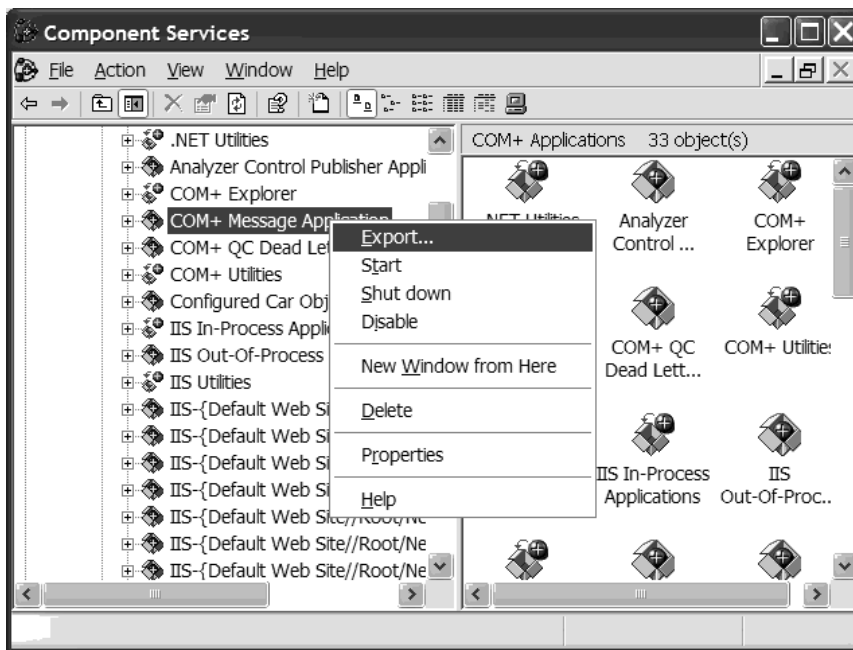 Component Services
File Action View Window Help
COM+ Applications 33 object(s)
.NET Utilities
Analyzer Control Publisher Appli
COM+ Explorer
COM+ Message Application
COM+ QC Dead Let
COM+ Utilities
Configured Car Obj
IIS In-Process Appli
IIS Out-Of-Process
IIS Utilities
IIS-{Default Web Si
IIS-{Default Web Si
IIS-{Default Web Si
IIS-{Default Web Si
IIS-{Default Web Site//Root/Ne
IIS-{Default Web Site//Root/Ne
IIS-{Default Web Site//Root/Ne
Export...
Start
Shut down
Disable
New Window from Here
Delete
Properties
Help
.NET Utilities
Analyzer
Control ...
COM+
Explorer
COM+ QC
Dead Lett...
COM+ Utilities
IIS In-Process
Applications
IIS
Out-Of-Proc...